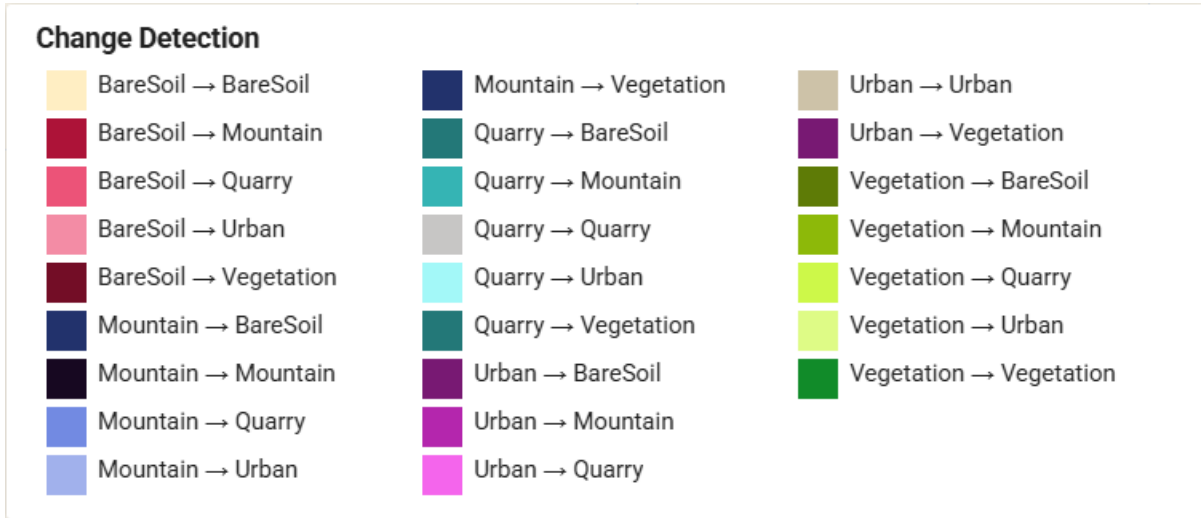 Change Detection
BareSoil → BareSoil
BareSoil → Mountain
BareSoil → Quarry
BareSoil → Urban
BareSoil → Vegetation
Mountain → BareSoil
Mountain → Mountain
Mountain → Quarry
Mountain → Urban
Mountain → Vegetation
Quarry → BareSoil
Quarry → Mountain
Quarry → Quarry
Quarry → Urban
Quarry → Vegetation
Urban → BareSoil
Urban → Mountain
Urban → Quarry
Urban → Urban
Urban → Vegetation
Vegetation → BareSoil
Vegetation → Mountain
Vegetation → Quarry
Vegetation → Urban
Vegetation → Vegetation